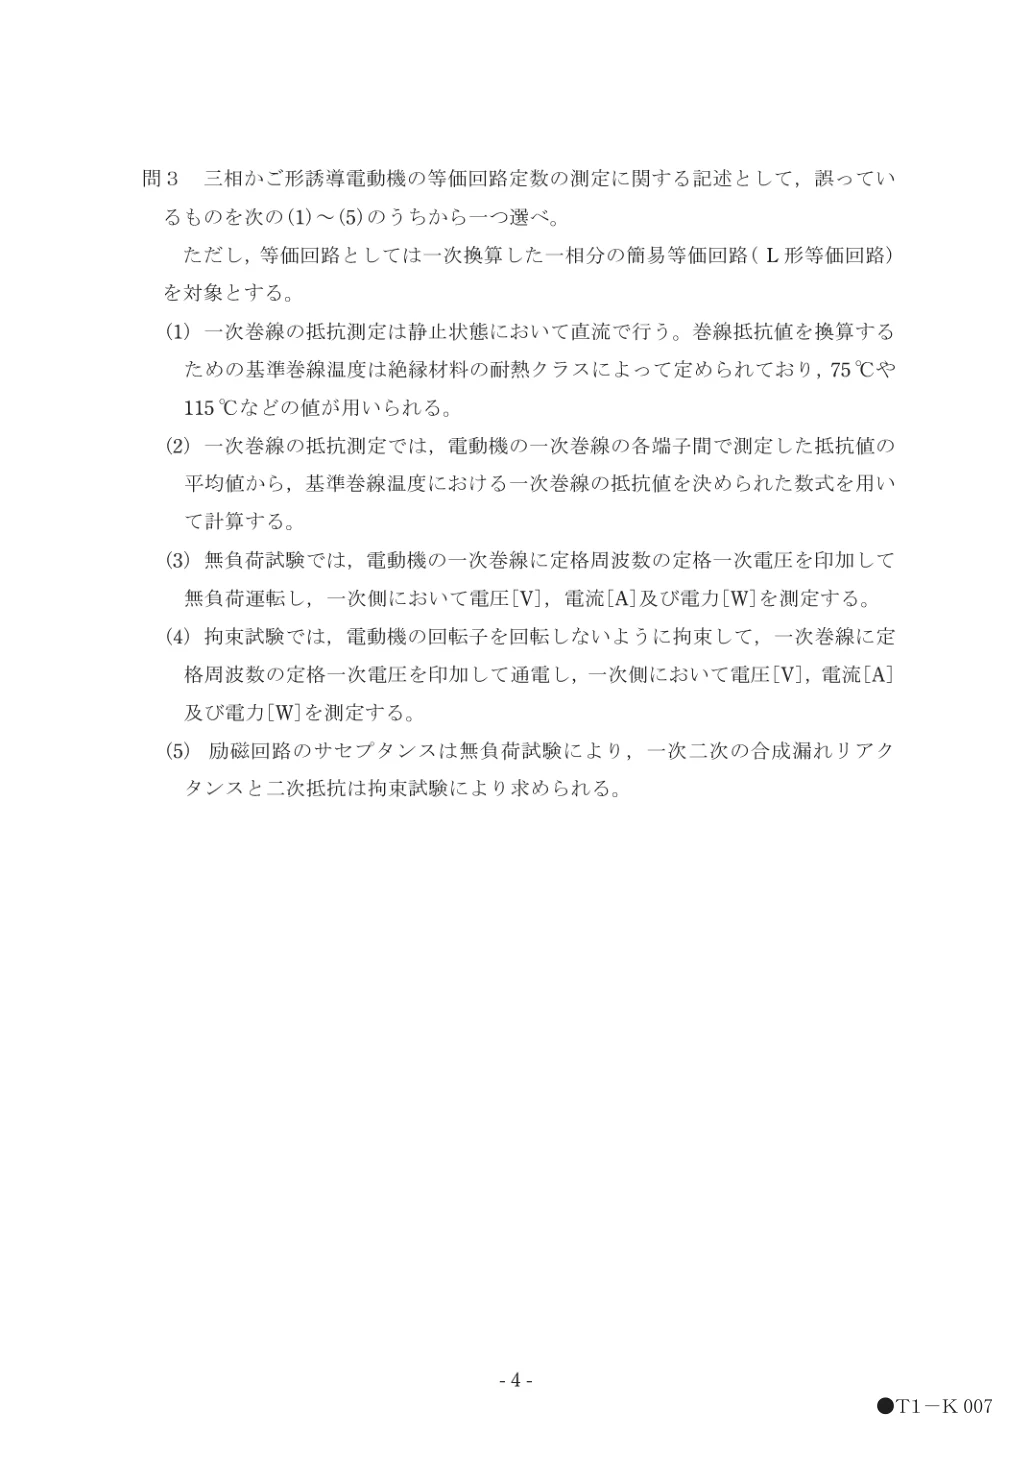 問３　三相かご形誘導電動機の等価回路定数の測定に関する記述として，誤ってい
るものを次の(1)～(5)のうちから一つ選べ。
ただし，等価回路としては一次換算した一相分の簡易等価回路( L 形等価回路)
を対象とする。
(1) 一次巻線の抵抗測定は静止状態において直流で行う。巻線抵抗値を換算する
ための基準巻線温度は絶縁材料の耐熱クラスによって定められており，75 ℃や
115 ℃などの値が用いられる。
(2) 一次巻線の抵抗測定では，電動機の一次巻線の各端子間で測定した抵抗値の
平均値から，基準巻線温度における一次巻線の抵抗値を決められた数式を用い
て計算する。
(3) 無負荷試験では，電動機の一次巻線に定格周波数の定格一次電圧を印加して
無負荷運転し，一次側において電圧[V]，電流[A]及び電力[W]を測定する。
(4) 拘束試験では，電動機の回転子を回転しないように拘束して，一次巻線に定
格周波数の定格一次電圧を印加して通電し，一次側において電圧[V]，電流[A]
及び電力[W]を測定する。
(5) 励磁回路のサセプタンスは無負荷試験により，一次二次の合成漏れリアク
タンスと二次抵抗は拘束試験により求められる。
- 4 -
●T1－K 007